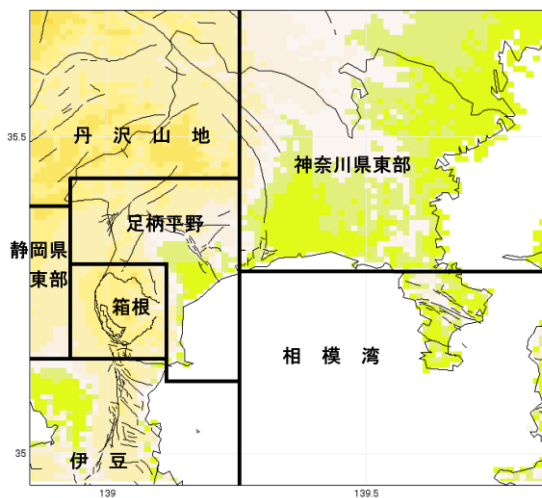 35.5
丹 沢 山 地
神奈川県東部
足柄平野
静岡県
東部
箱根
相 模 湾
35
伊 豆
139
139.5